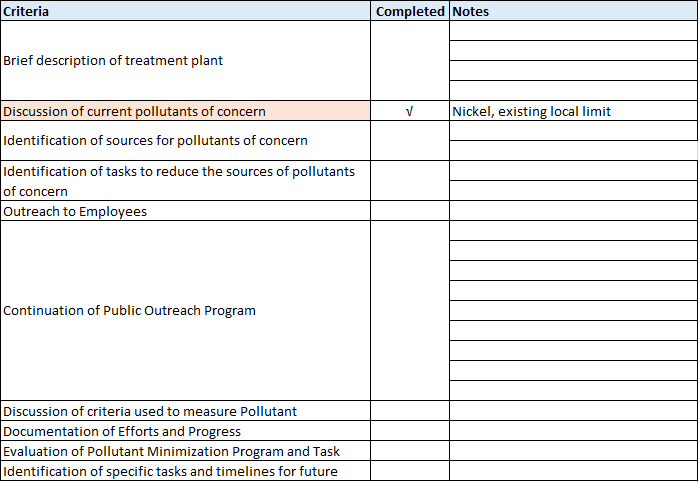 Criteria Completed Notes
Brief description of treatment plant
Discussion of current pollutants of concern √ Nickel, existing local limit
Identification of sources for pollutants of concern
Identification of tasks to reduce the sources of pollutants
of concern
Outreach to Employees
Continuation of Public Outreach Program
Discussion of criteria used to measure Pollutant
Documentation of Efforts and Progress
Evaluation of Pollutant Minimization Program and Task
Identification of specific tasks and timelines for future